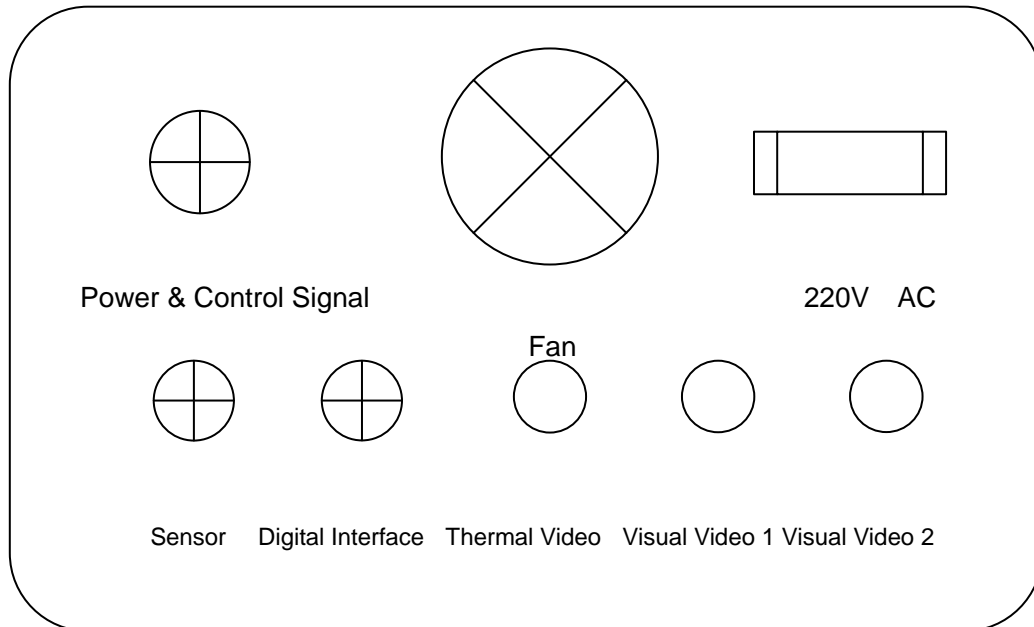 Power & Control Signal
220V AC
Fan
Sensor
Digital Interface
Thermal Video
Visual Video 1
Visual Video 2